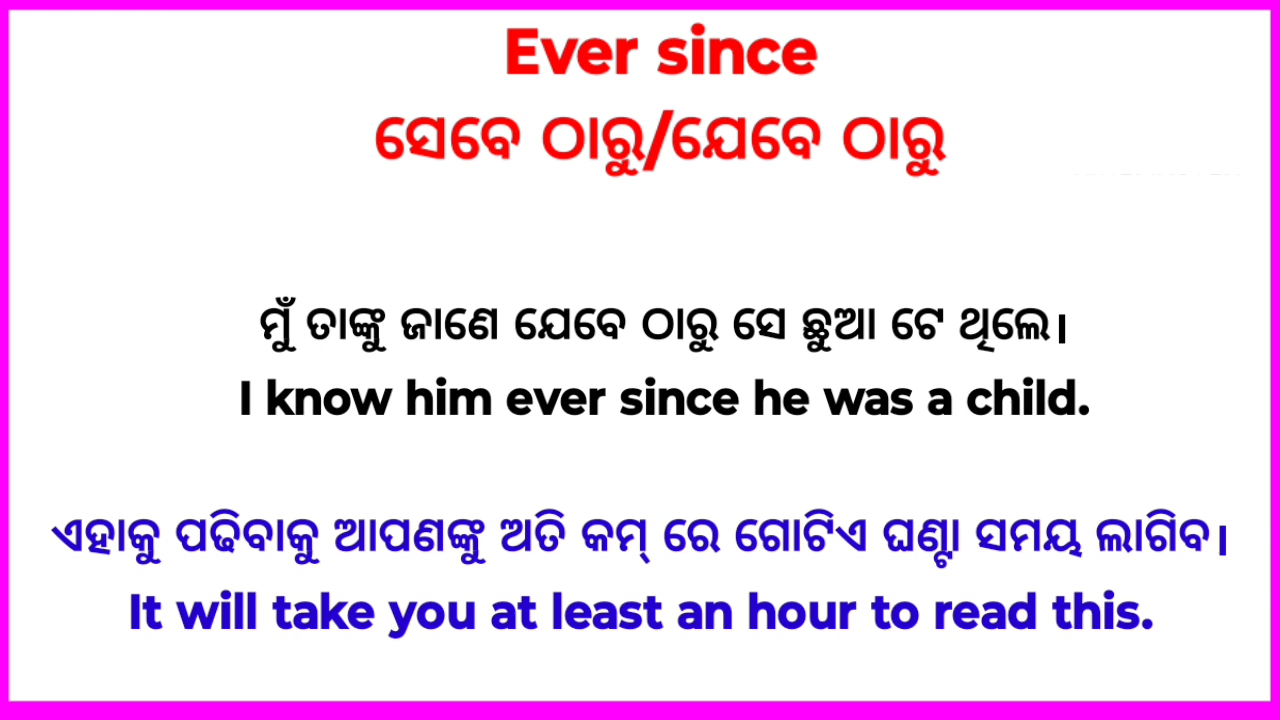 Ever since
ସେବେ ଠାରୁ/ଯେବେ ଠାରୁ
ମୁଁ ତାଙ୍କୁ ଜାଣେ ଯେବେ ଠାରୁ ସେ ଛୁଆ ଟେ ଥିଲେ।
I know him ever since he was a child.
ଏହାକୁ ପଢିବାକୁ ଆପଣଙ୍କୁ ଅତି କମ୍ ରେ ଗୋଟିଏ ଘଣ୍ଟା ସମୟ ଲାଗିବ।
It will take you at least an hour to read this.